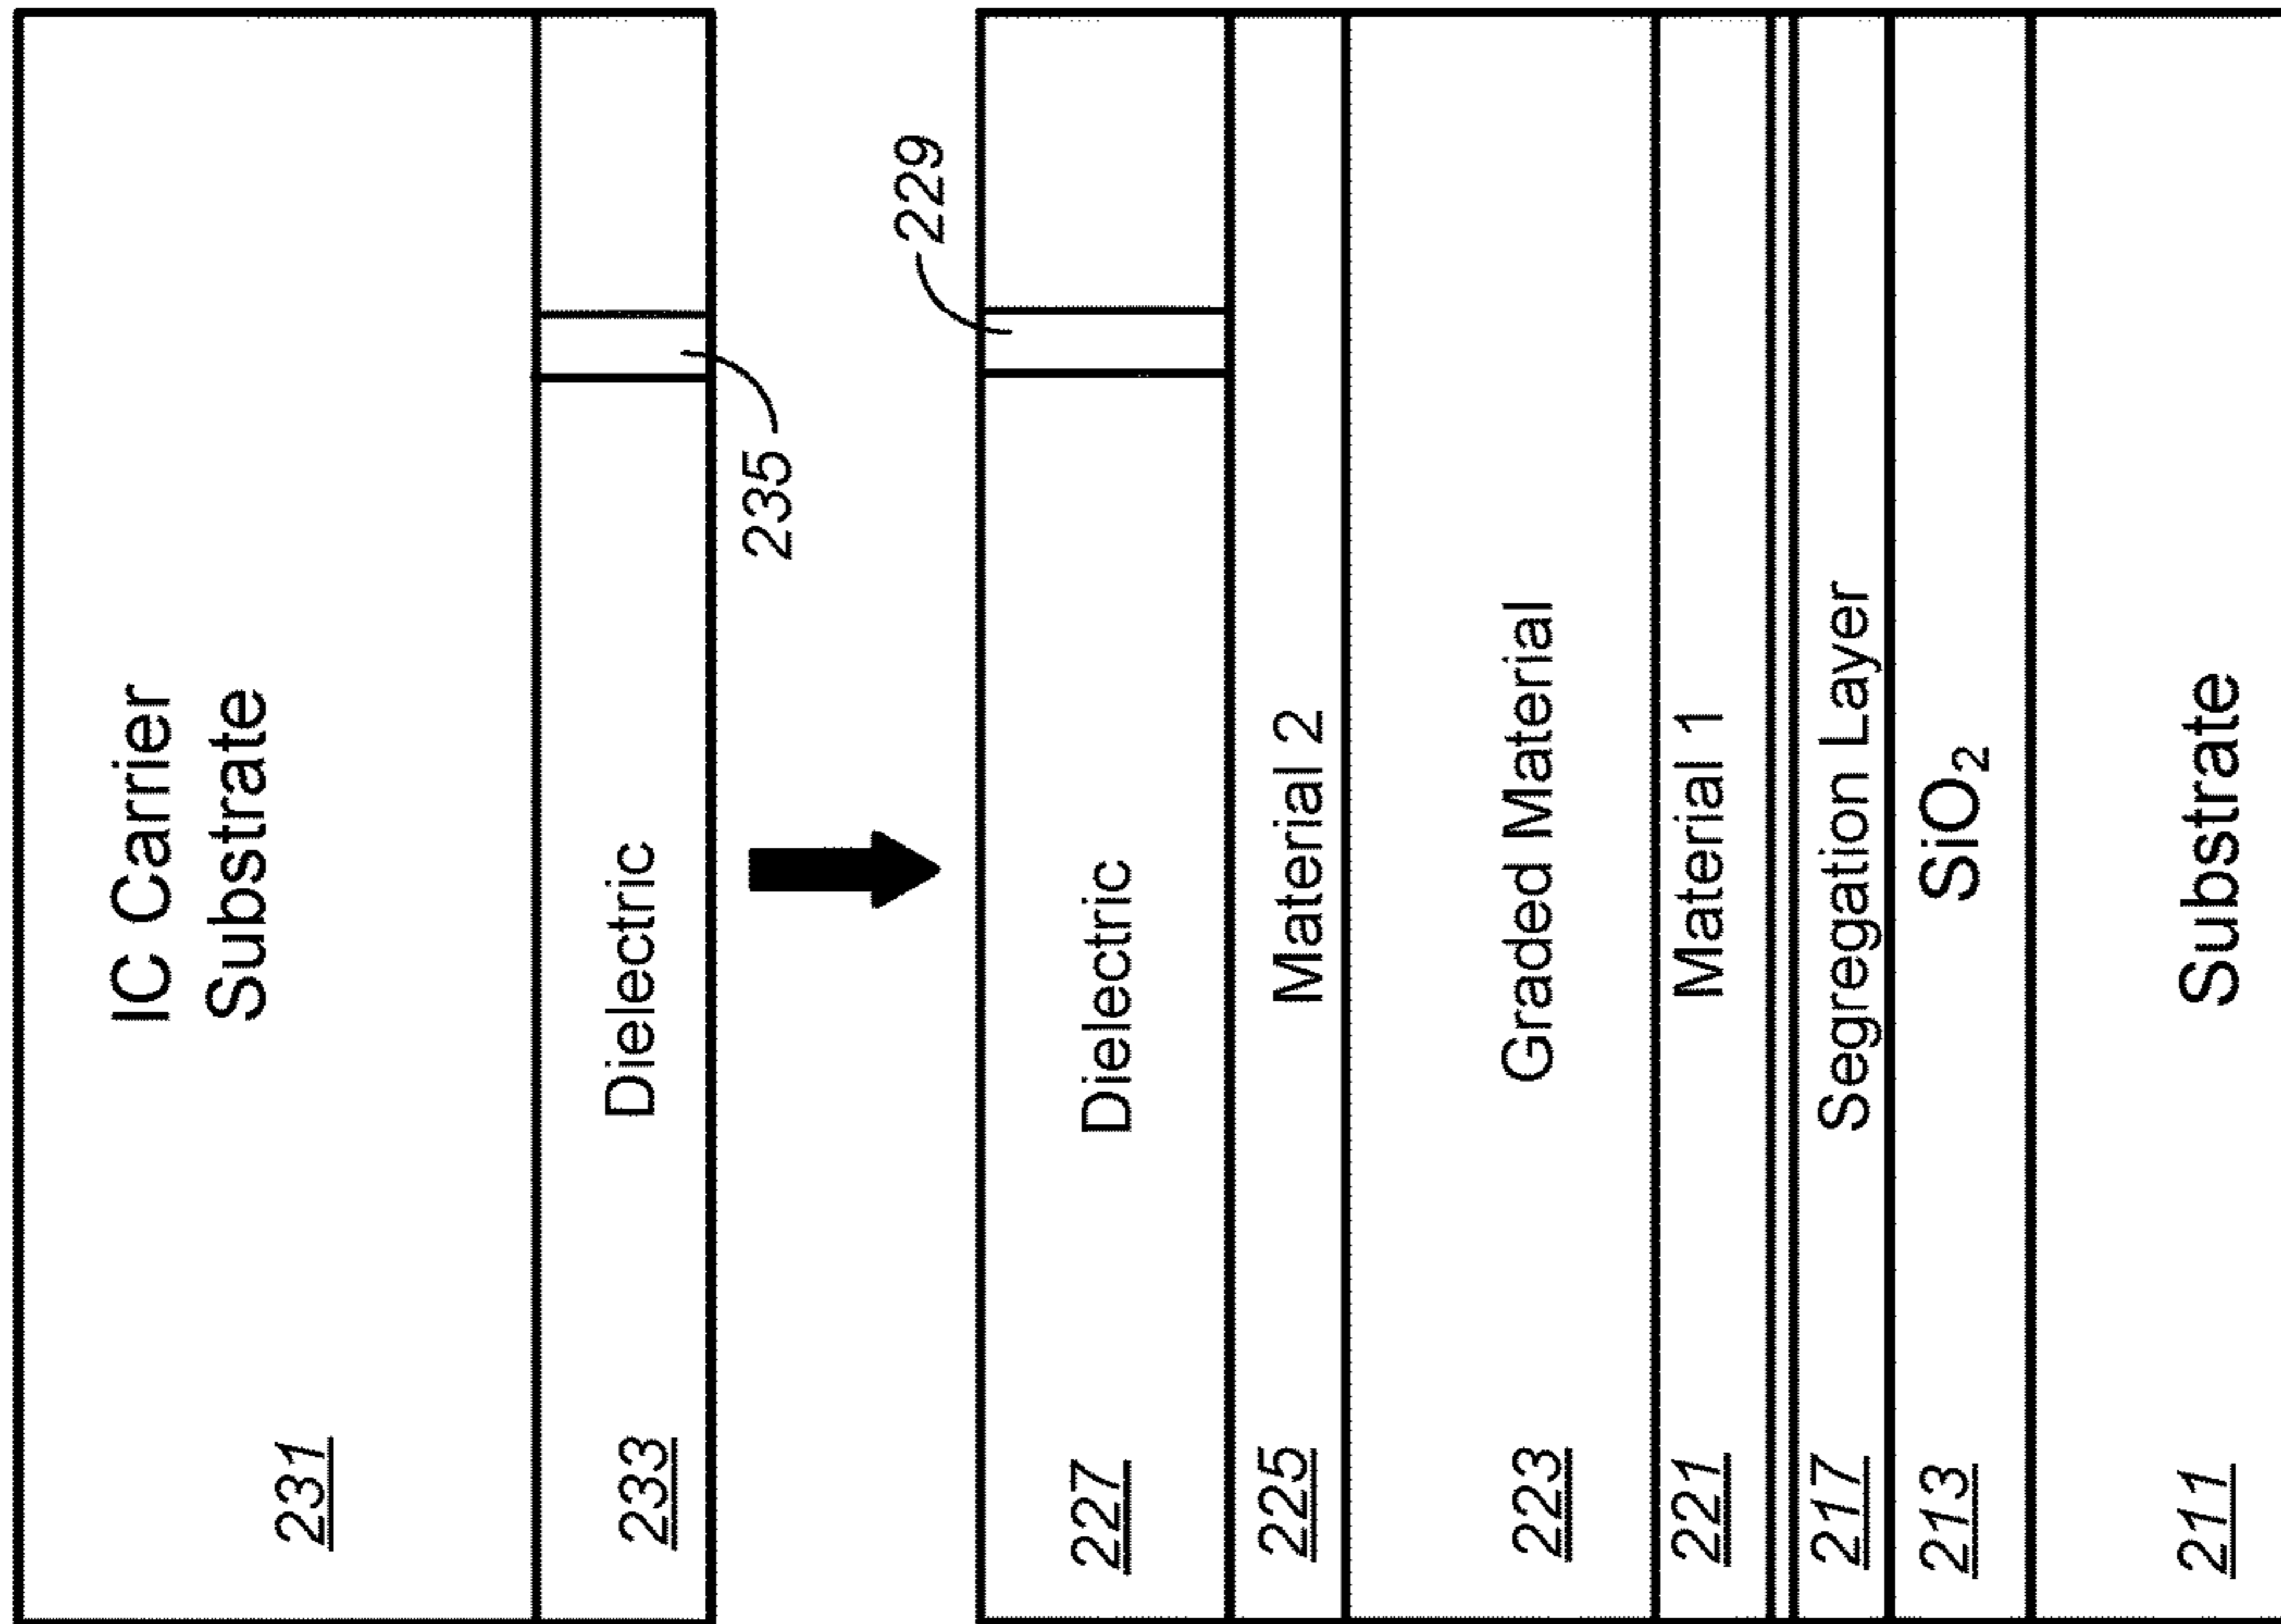 IC Carrier
Substrate
231
233 Dielectric
235
229
227 Dielectric
225 Material 2
223 Graded Material
221 Material 1
217 Segregation Layer
213 SiO₂
211 Substrate